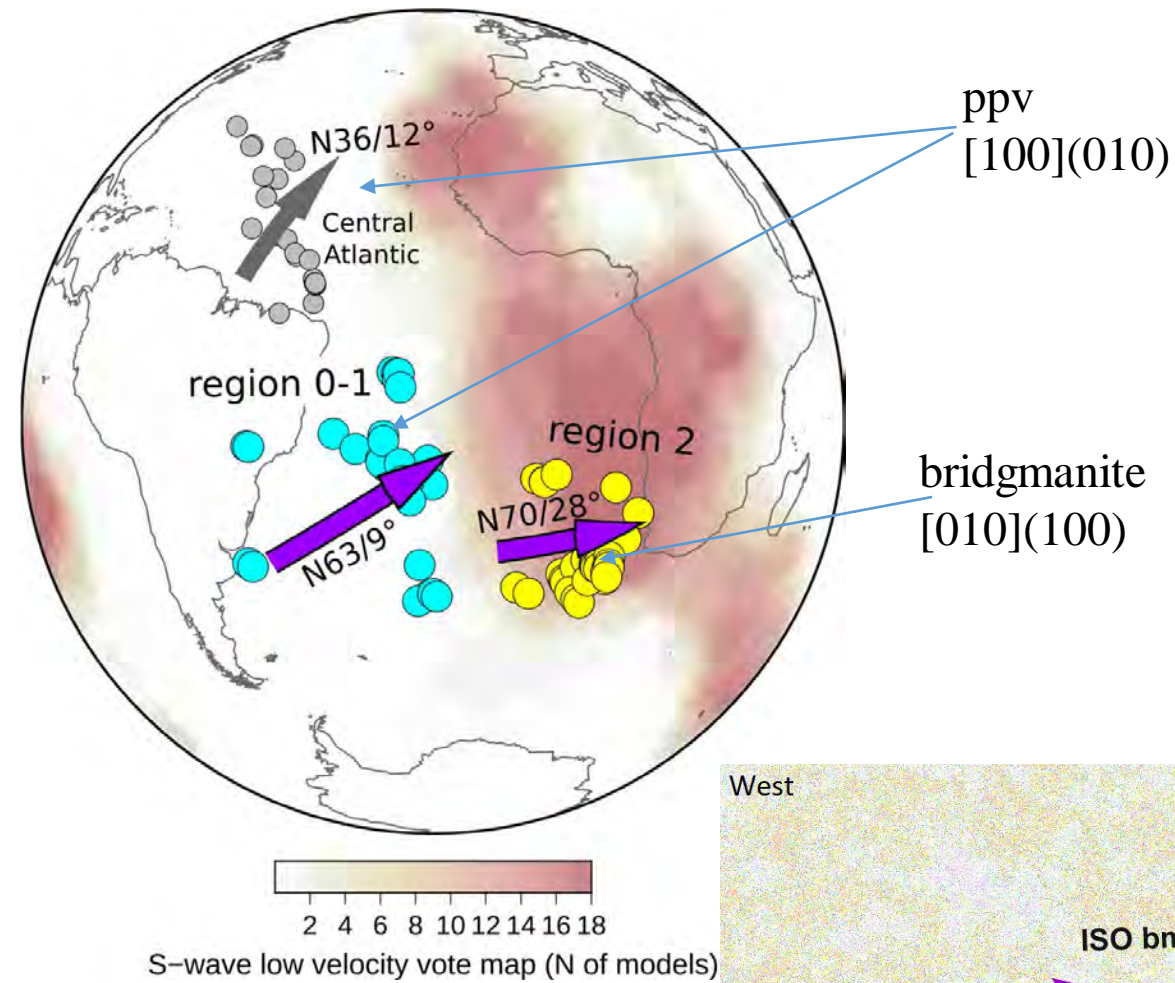 ppv
[100](010)
N36/12°
Central
Atlantic
region 0-1
region 2
bridgmanite
[010](100)
N70/28°
N63/9°
2 4 6 8 10 12 14 16 18
S-wave low velocity vote map (N of models)
West
ISO bn